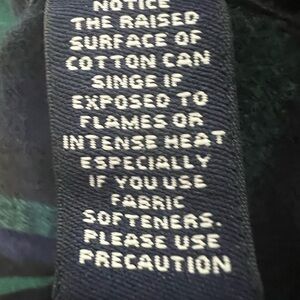 NOTICE
THE RAISED
SURFACE OF
COTTON CAN
SINGE IF
EXPOSED TO
FLAMES OR
INTENSE HEAT
ESPECIALLY
IF YOU USE
FABRIC
SOFTENERS.
PLEASE USE
PRECAUTION